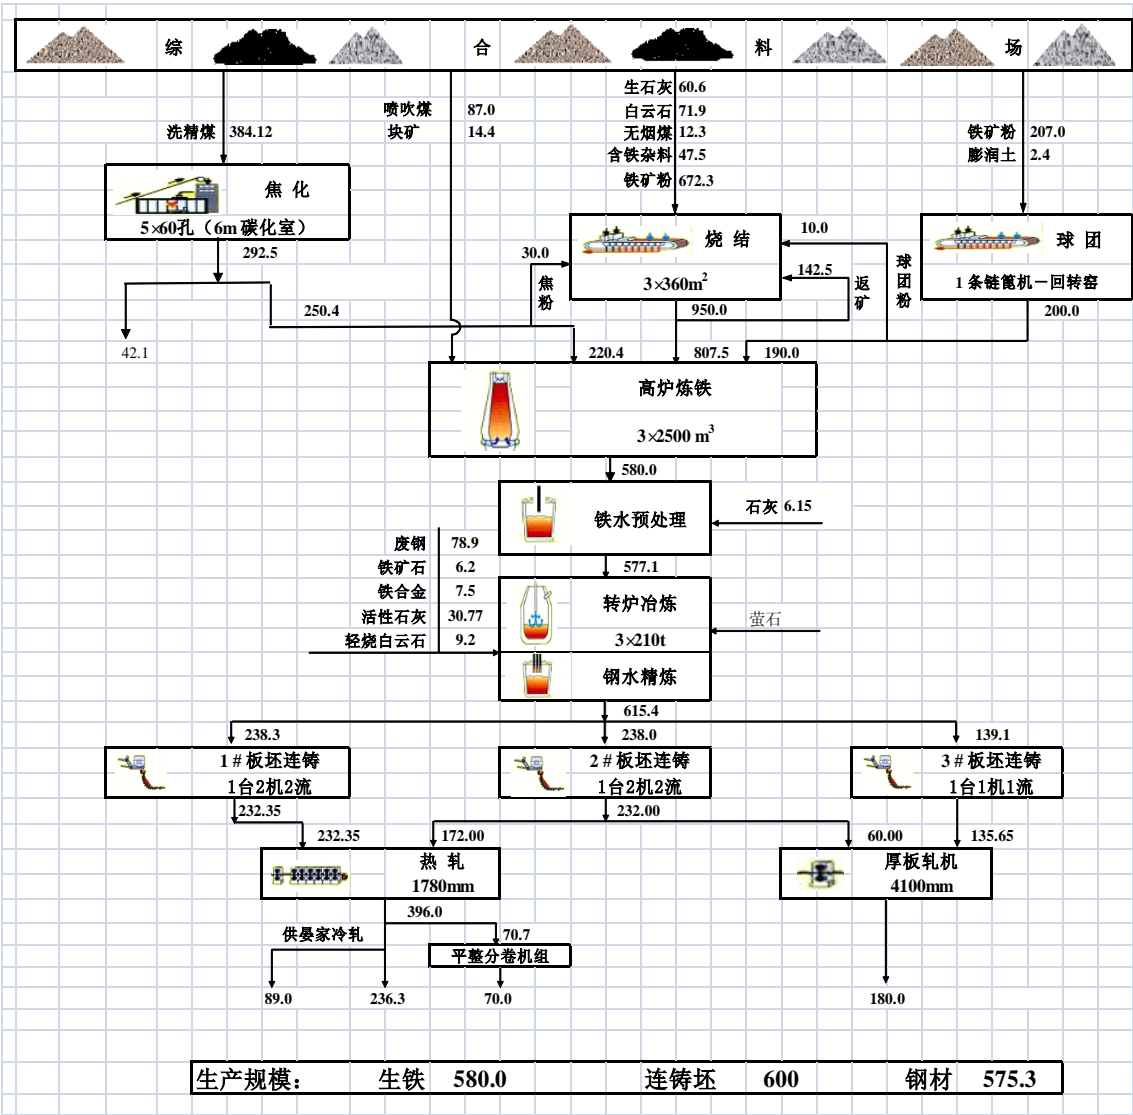 综 合 料 场
生石灰 60.6
喷吹煤 87.0
白云石 71.9
洗精煤 384.12
块矿 14.4
无烟煤 12.3
铁矿粉 207.0
含铁杂料 47.5
膨润土 2.4
铁矿粉 672.3
焦 化
5×60孔（6m 碳化室）
烧 结
3×360m²
球 团
1 条链篦机－回转窑
10.0
292.5
30.0
142.5
焦粉
球团粉
返矿
250.4
950.0
200.0
42.1
220.4
807.5
190.0
高炉炼铁
3×2500 m³
580.0
铁水预处理
石灰 6.15
废钢 78.9
铁矿石 6.2
577.1
铁合金 7.5
转炉冶炼
活性石灰 30.77
萤石
轻烧白云石 9.2
3×210t
钢水精炼
615.4
238.3
238.0
139.1
1＃板坯连铸
1台2机2流
2＃板坯连铸
1台2机2流
3＃板坯连铸
1台1机1流
232.35
232.00
232.35
172.00
60.00
135.65
热 轧
1780mm
厚板轧机
4100mm
396.0
供晏家冷轧
70.7
平整分卷机组
89.0
236.3
70.0
180.0
生产规模： 生铁 580.0 连铸坯 600 钢材 575.3